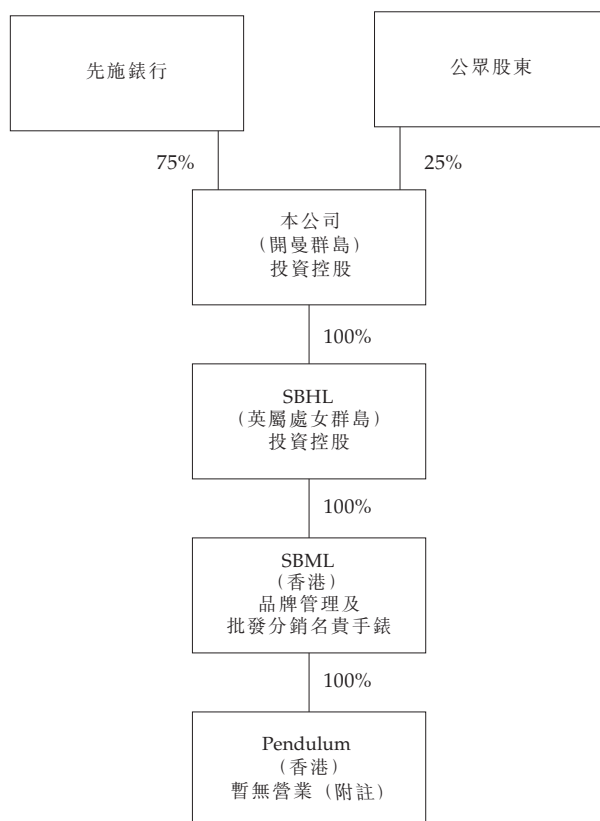 先施錶行
公眾股東
75%
25%
本公司
（開曼群島）
投資控股
100%
SBHL
（英屬處女群島）
投資控股
100%
SBML
（香港）
品牌管理及
批發分銷名貴手錶
100%
Pendulum
（香港）
暫無營業（附註）